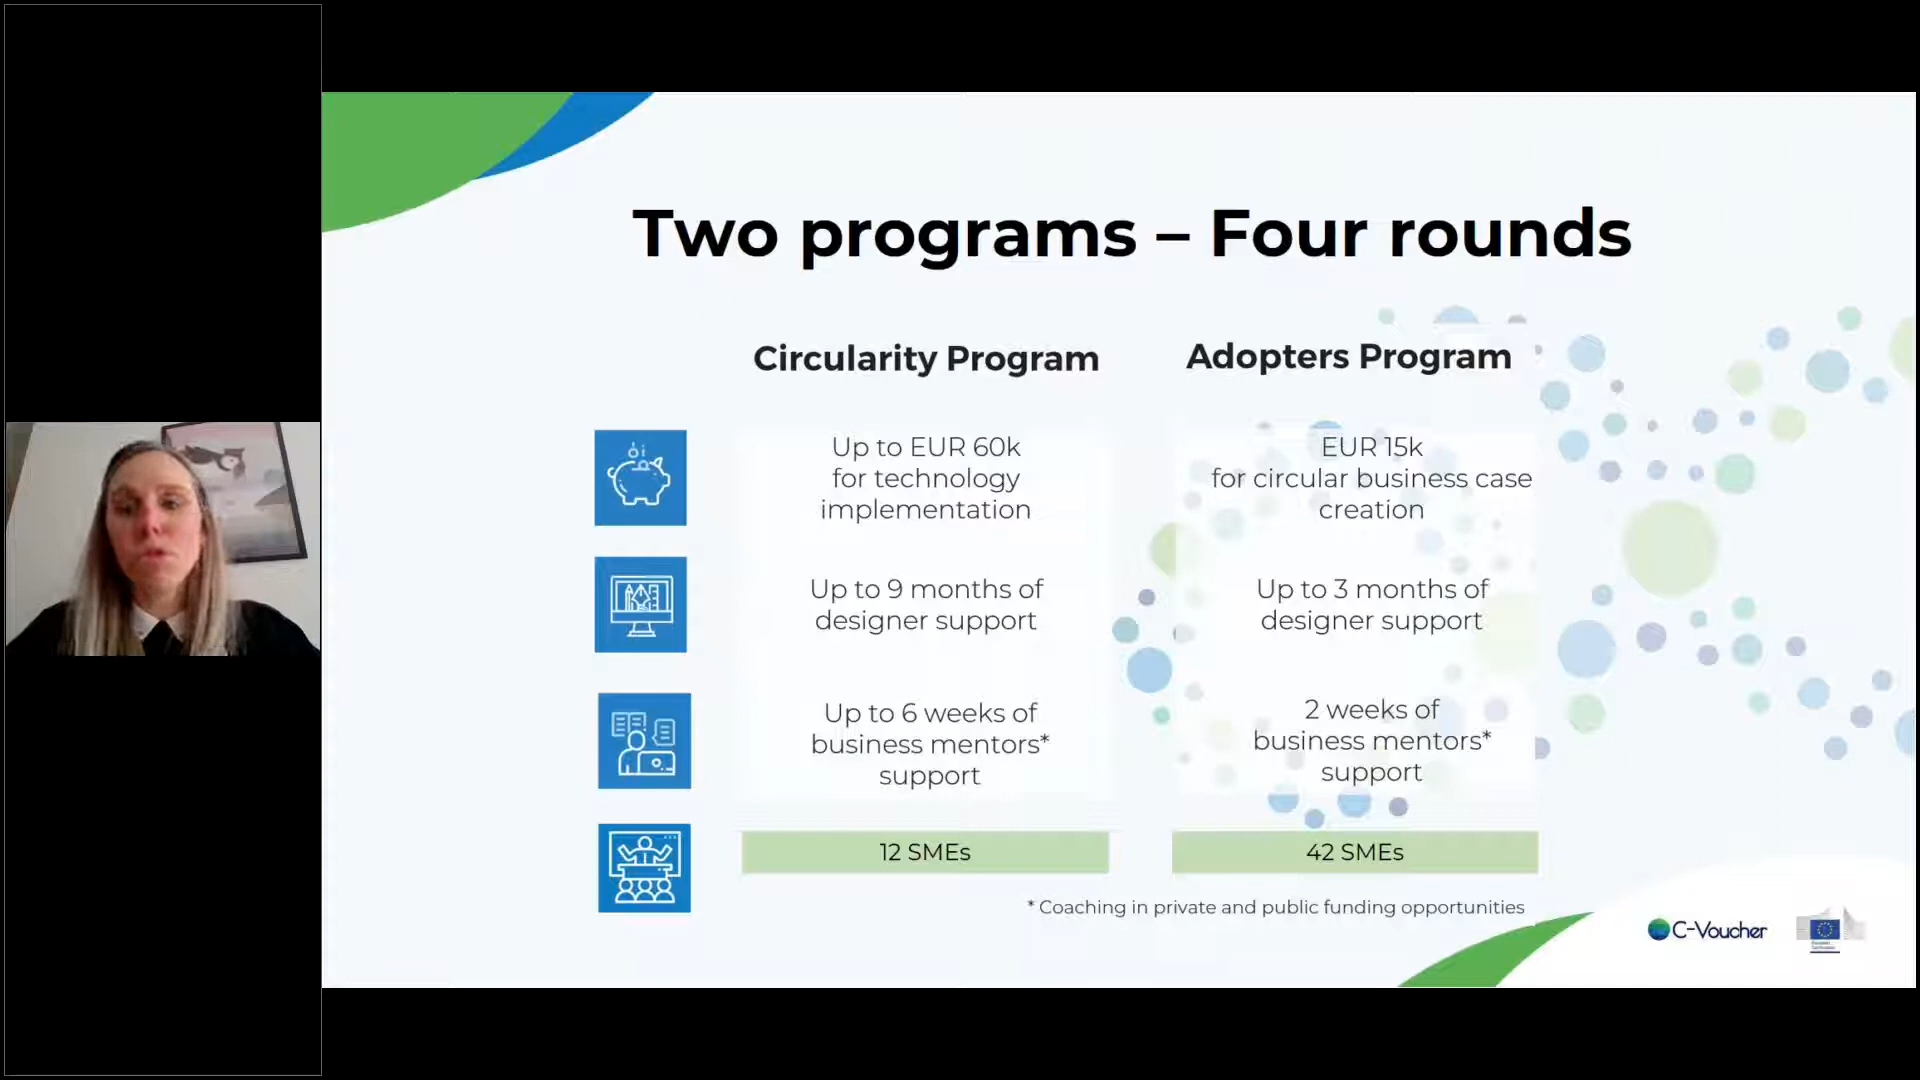 Two programs – Four rounds
Circularity Program
Adopters Program
Up to EUR 60k
for technology
implementation
EUR 15k
for circular business case
creation
Up to 9 months of
designer support
Up to 3 months of
designer support
Up to 6 weeks of
business mentors*
support
2 weeks of
business mentors*
support
12 SMEs
42 SMEs
* Coaching in private and public funding opportunities
C-Voucher